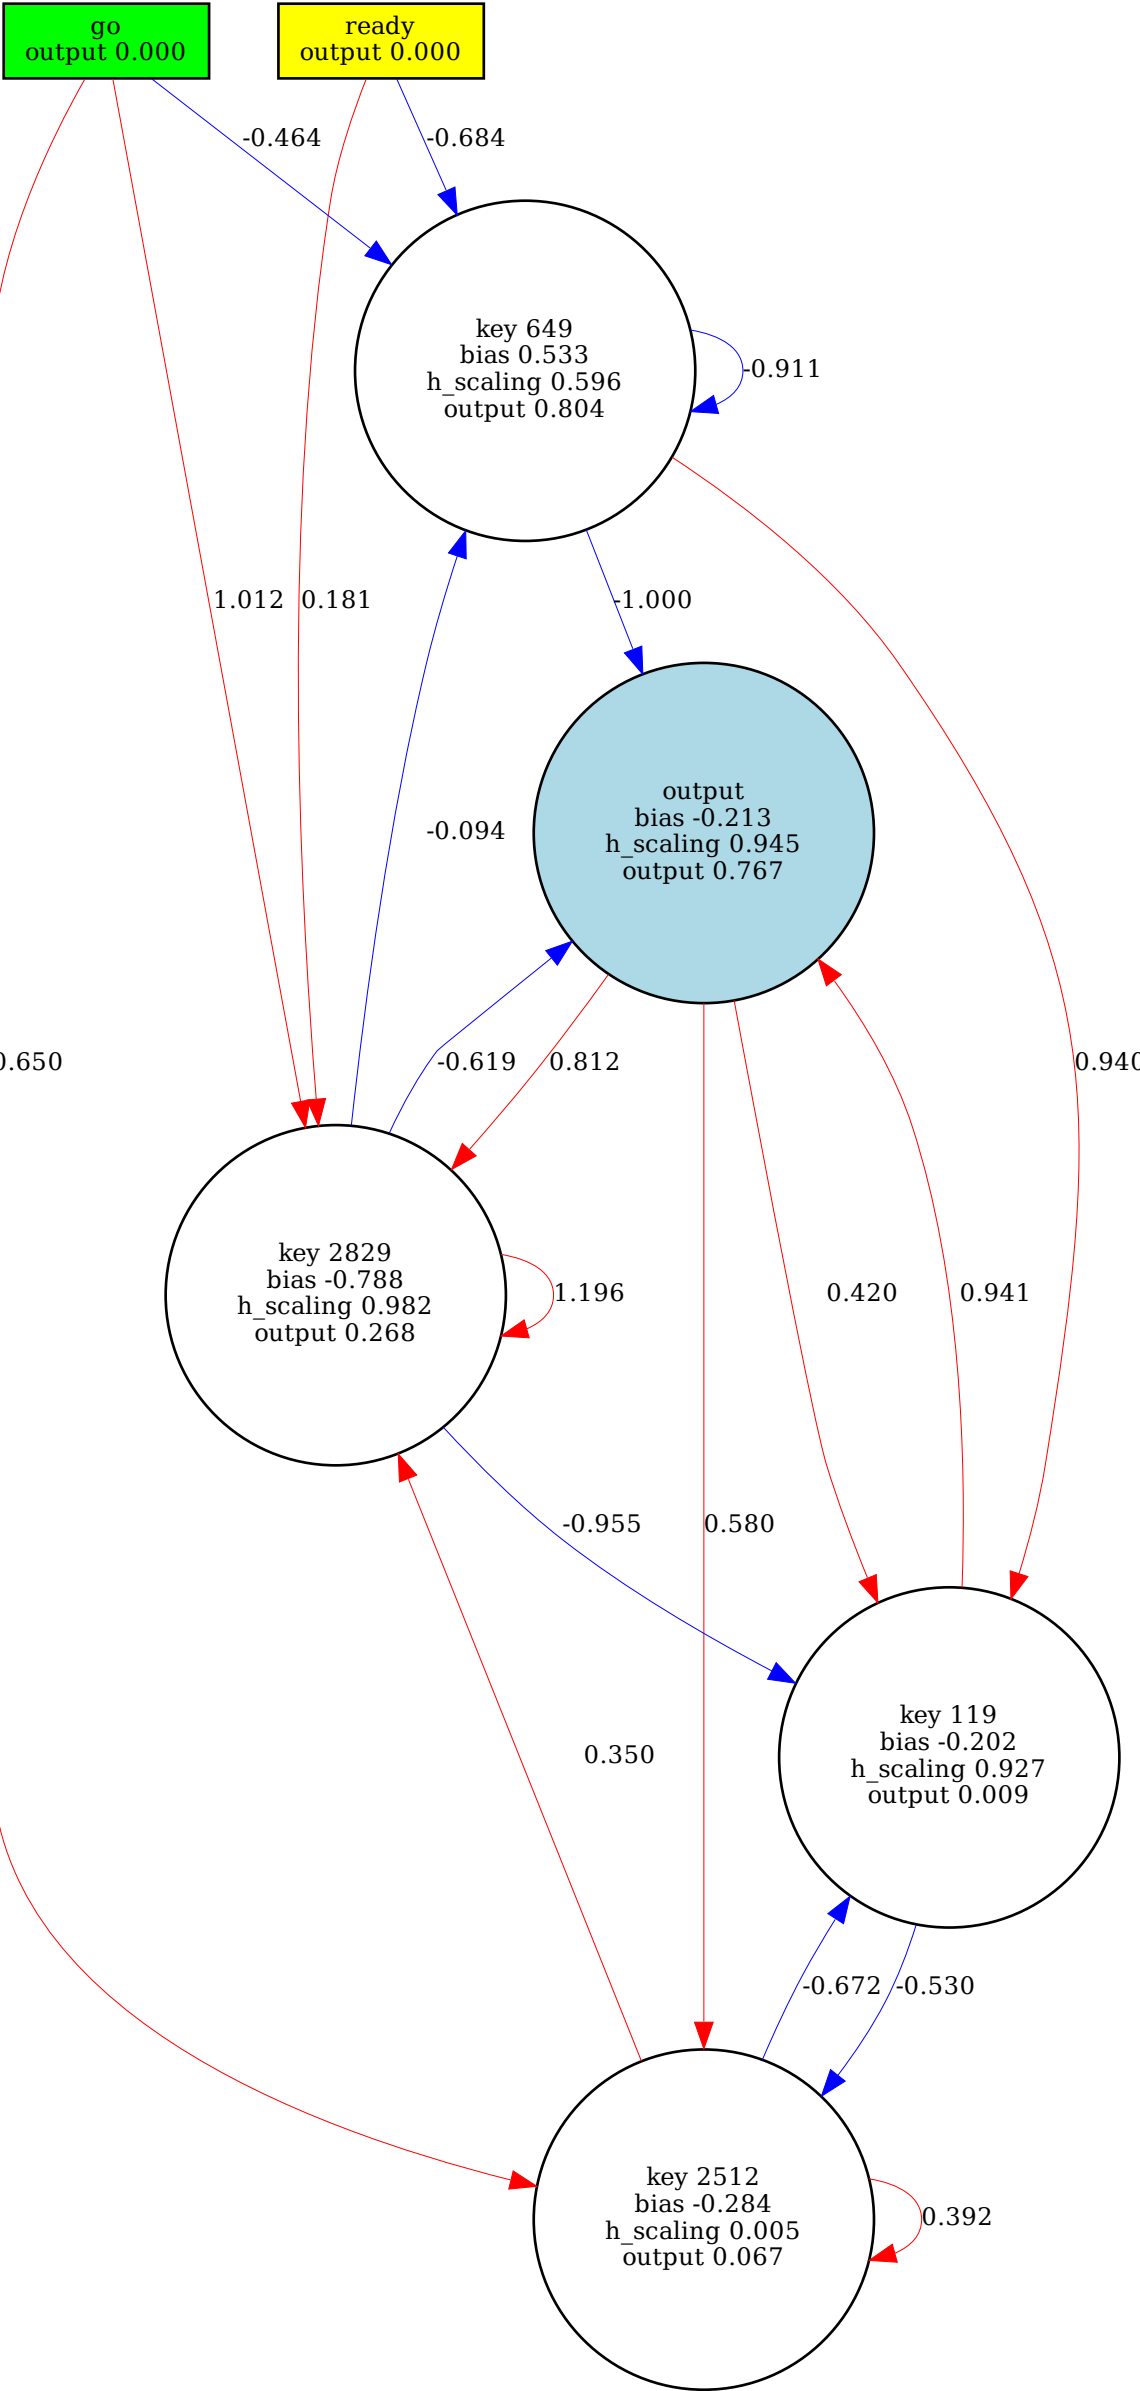 go
output 0.000
ready
output 0.000
-0.464
-0.684
key 649
bias 0.533
h_scaling 0.596
output 0.804
-0.911
1.012
0.181
-1.000
output
bias -0.213
h_scaling 0.945
output 0.767
-0.094
0.650
-0.619
0.812
0.940
key 2829
bias -0.788
h_scaling 0.982
output 0.268
1.196
0.420
0.941
-0.955
0.580
key 119
bias -0.202
h_scaling 0.927
output 0.009
0.350
-0.672
-0.530
key 2512
bias -0.284
h_scaling 0.005
output 0.067
0.392